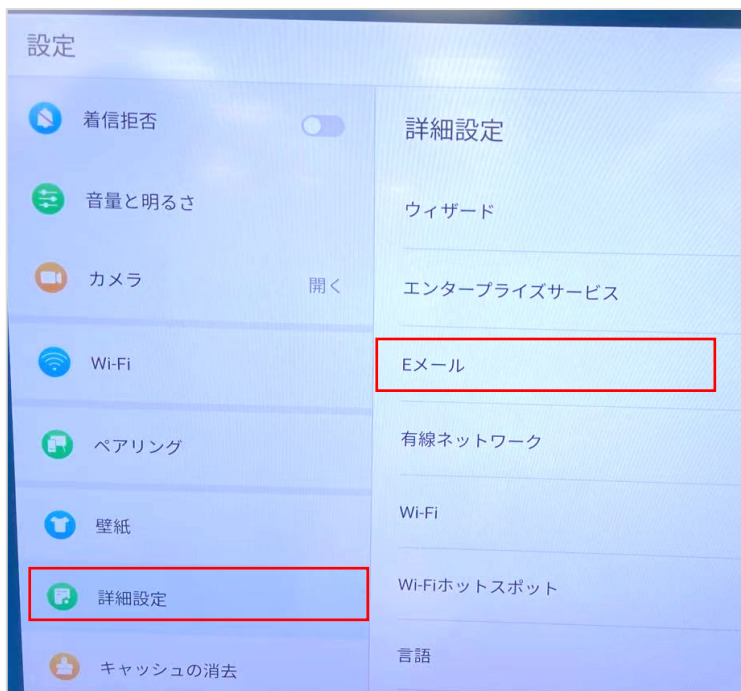 設定
着信拒否
音量と明るさ
カメラ 開く
Wi-Fi
ペアリング
壁紙
詳細設定
キャッシュの消去
詳細設定
ウィザード
エンタープライズサービス
Eメール
有線ネットワーク
Wi-Fi
Wi-Fiホットスポット
言語